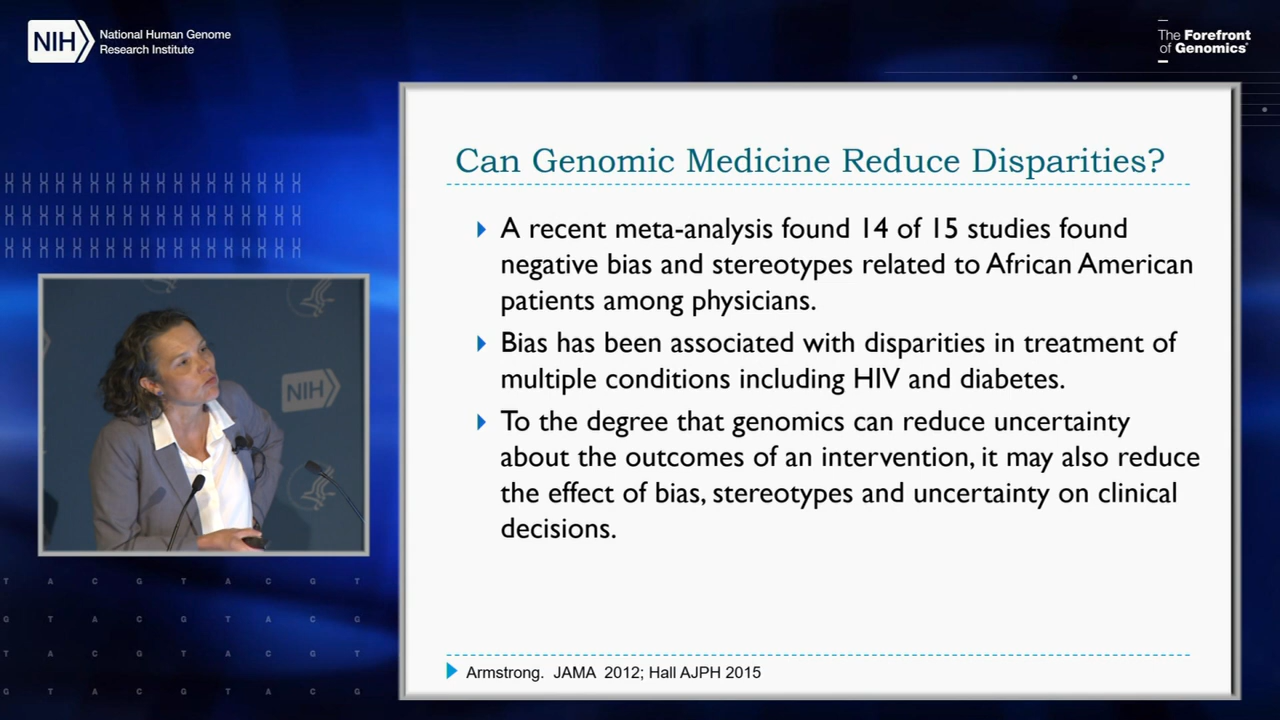 NIH
National Human Genome
Research Institute
The Forefront
of Genomics®
Can Genomic Medicine Reduce Disparities?
A recent meta-analysis found 14 of 15 studies found
negative bias and stereotypes related to African American
patients among physicians.
Bias has been associated with disparities in treatment of
multiple conditions including HIV and diabetes.
To the degree that genomics can reduce uncertainty
about the outcomes of an intervention, it may also reduce
the effect of bias, stereotypes and uncertainty on clinical
decisions.
Armstrong. JAMA 2012; Hall AJPH 2015
NIH
T A C G T A C G T
G T A C G T A C G
T A C G T A C G T
G T A C G T A C G